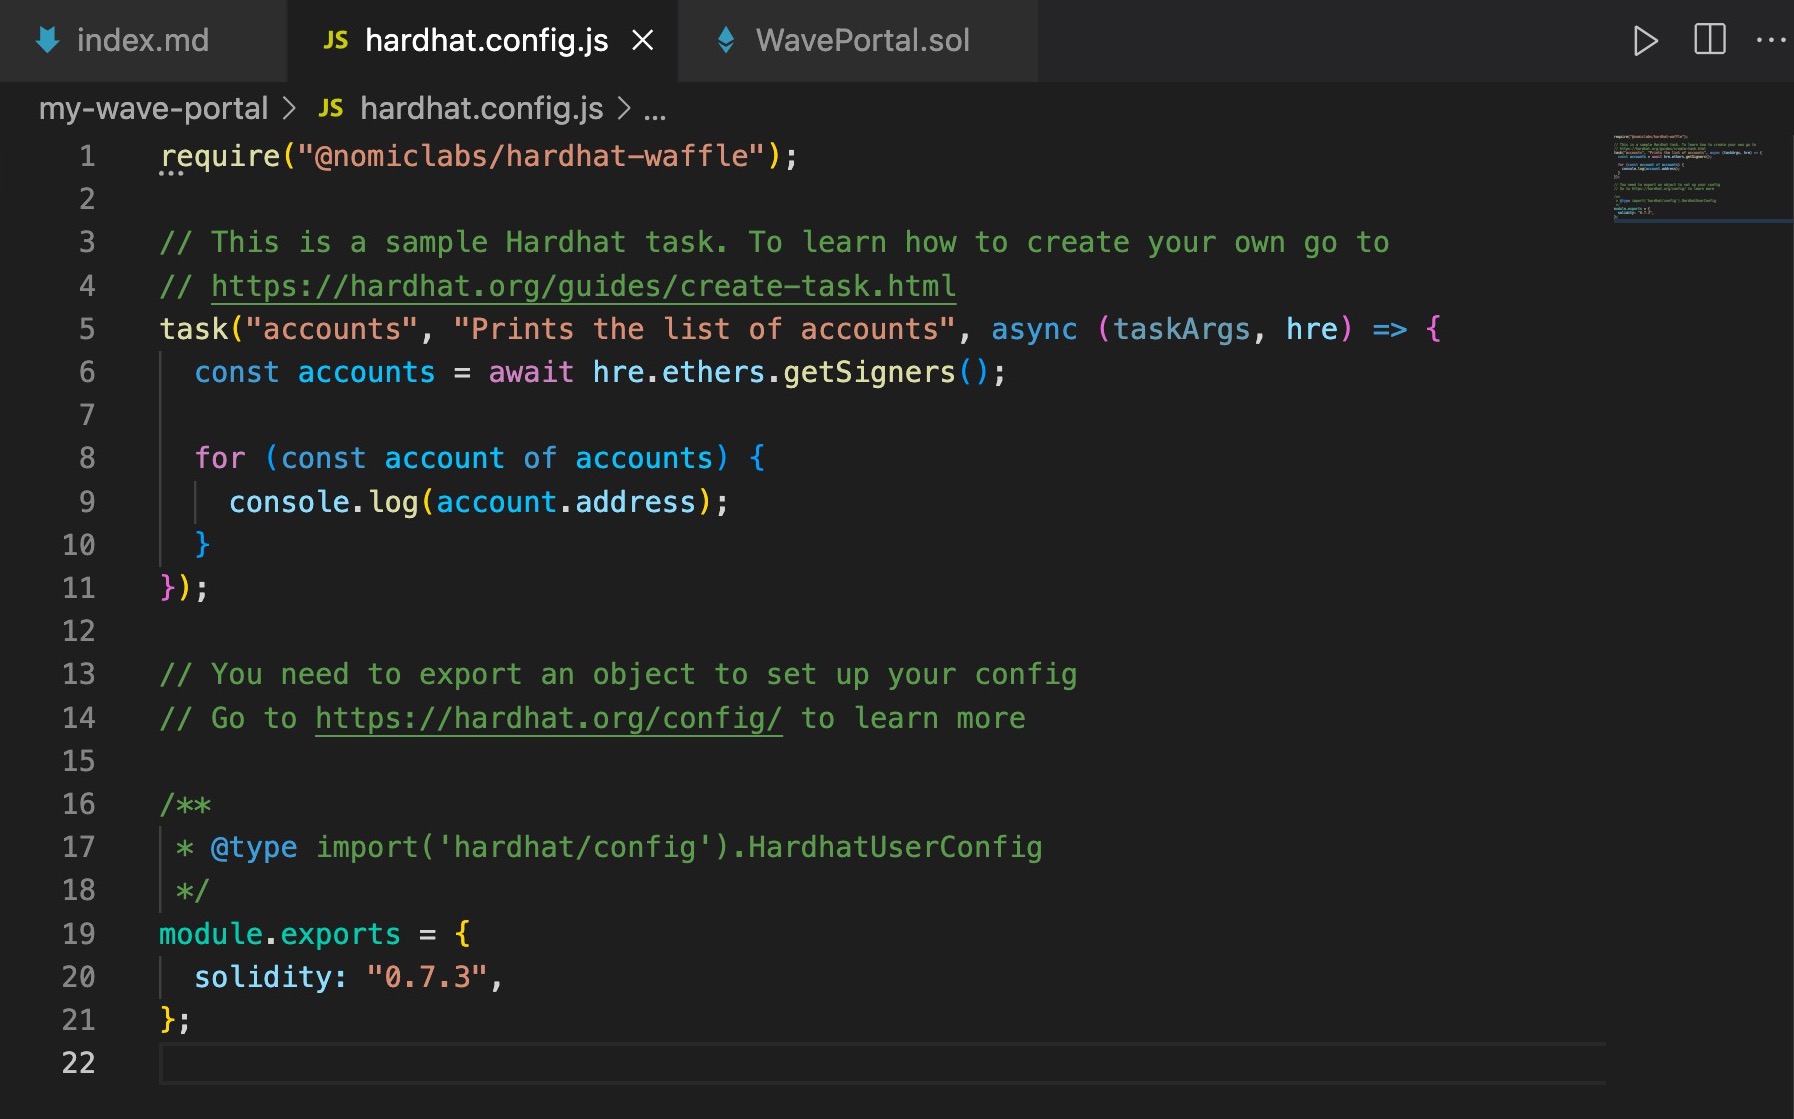 index.md
JS hardhat.config.js
WavePortal.sol
my-wave-portal > JS hardhat.config.js > ...
1 require("@nomiclabs/hardhat-waffle");
2
3 // This is a sample Hardhat task. To learn how to create your own go to
4 // https://hardhat.org/guides/create-task.html
5 task("accounts", "Prints the list of accounts", async (taskArgs, hre) => {
6   const accounts = await hre.ethers.getSigners();
7
8   for (const account of accounts) {
9     console.log(account.address);
10   }
11 });
12
13 // You need to export an object to set up your config
14 // Go to https://hardhat.org/config/ to learn more
15
16 /**
17  * @type import('hardhat/config').HardhatUserConfig
18  */
19 module.exports = {
20   solidity: "0.7.3",
21 };
22